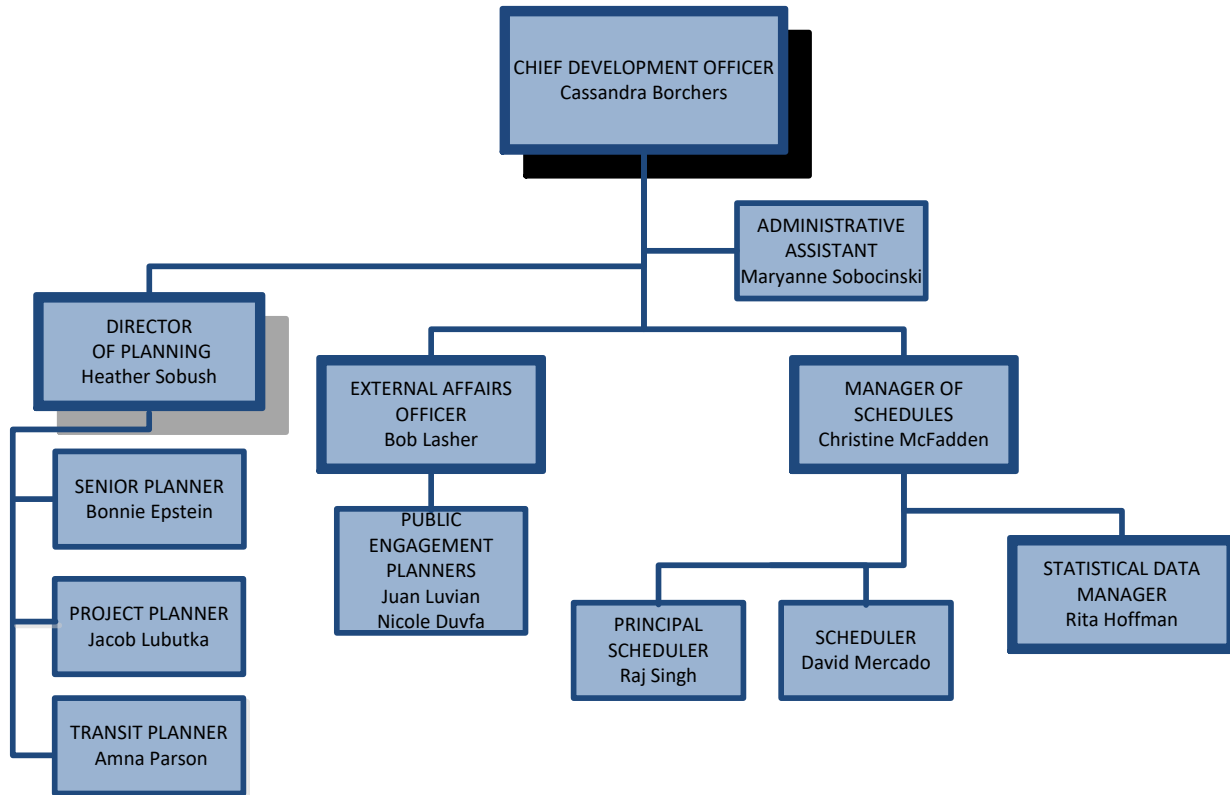 CHIEF DEVELOPMENT OFFICER
Cassandra Borchers
ADMINISTRATIVE
ASSISTANT
Maryanne Sobocinski
DIRECTOR
OF PLANNING
Heather Sobush
EXTERNAL AFFAIRS
OFFICER
Bob Lasher
MANAGER OF
SCHEDULES
Christine McFadden
SENIOR PLANNER
Bonnie Epstein
PROJECT PLANNER
Jacob Lubutka
TRANSIT PLANNER
Amna Parson
PUBLIC
ENGAGEMENT
PLANNERS
Juan Luvian
Nicole Duvfa
PRINCIPAL
SCHEDULER
Raj Singh
SCHEDULER
David Mercado
STATISTICAL DATA
MANAGER
Rita Hoffman